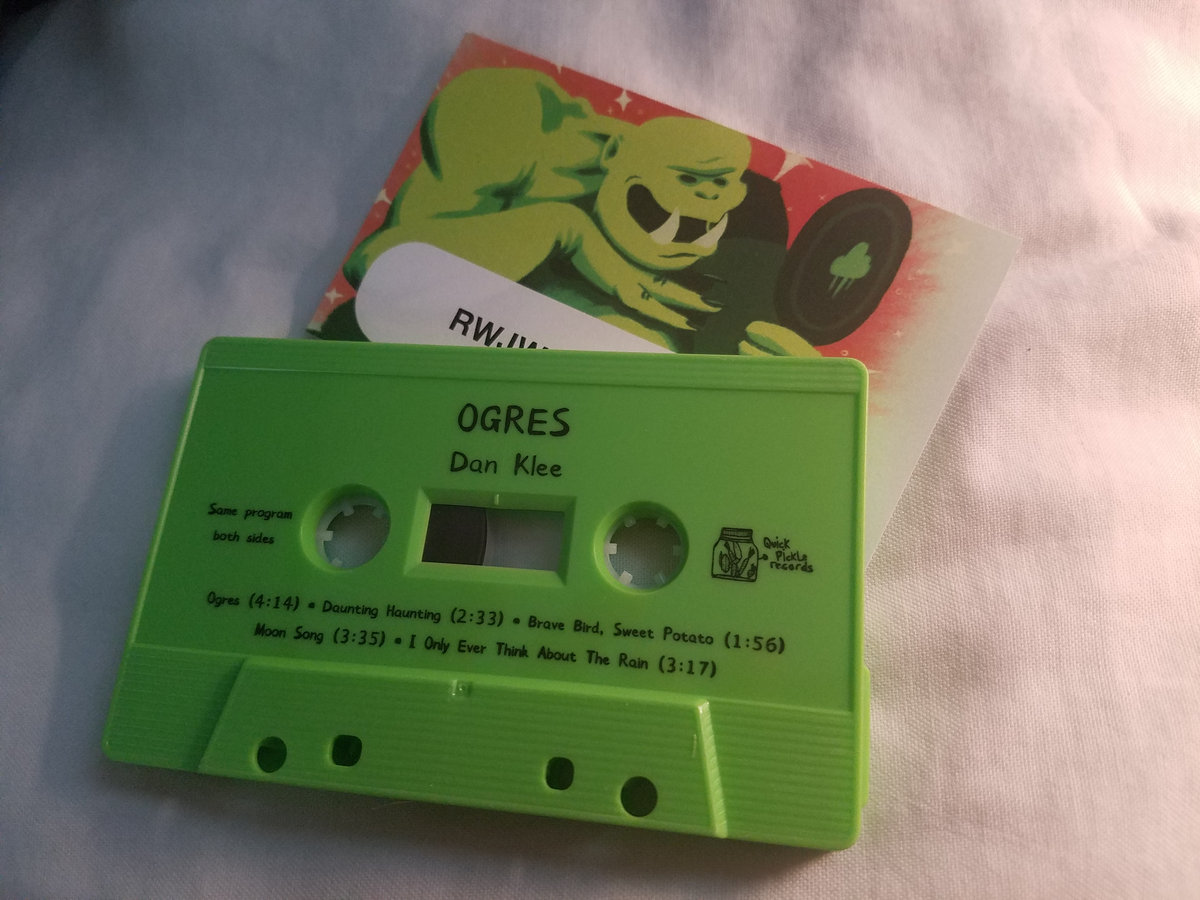 RWJW
OGRES
Dan Klee
Same program
both sides
Quick
Pickle
records
Ogres (4:14) • Daunting Haunting (2:33) • Brave Bird, Sweet Potato (1:56)
Moon Song (3:35) • I Only Ever Think About The Rain (3:17)